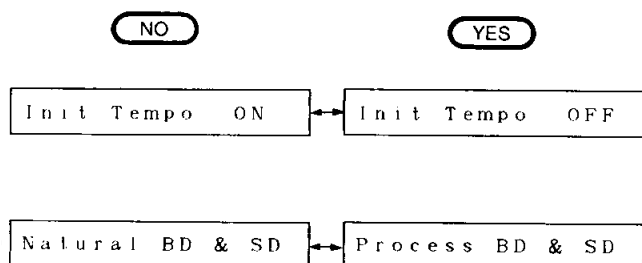 NO YES
Init Tempo ON Init Tempo OFF
Natural BD & SD Process BD & SD